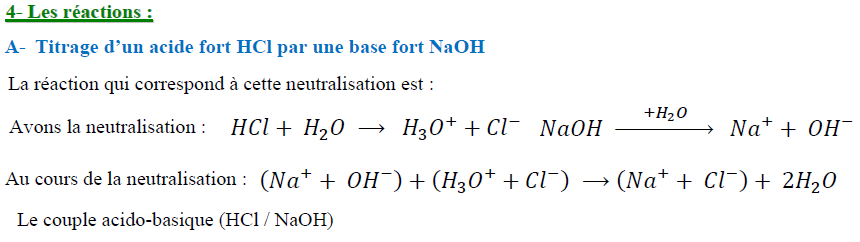 4- Les réactions :
A- Titrage d’un acide fort HCl par une base fort NaOH
La réaction qui correspond à cette neutralisation est :
Avons la neutralisation : HCl + H₂O ⟶ H₃O⁺ + Cl⁻ NaOH —(+H₂O)⟶ Na⁺ + OH⁻
Au cours de la neutralisation : (Na⁺ + OH⁻) + (H₃O⁺ + Cl⁻) ⟶ (Na⁺ + Cl⁻) + 2H₂O
Le couple acido-basique (HCl / NaOH)